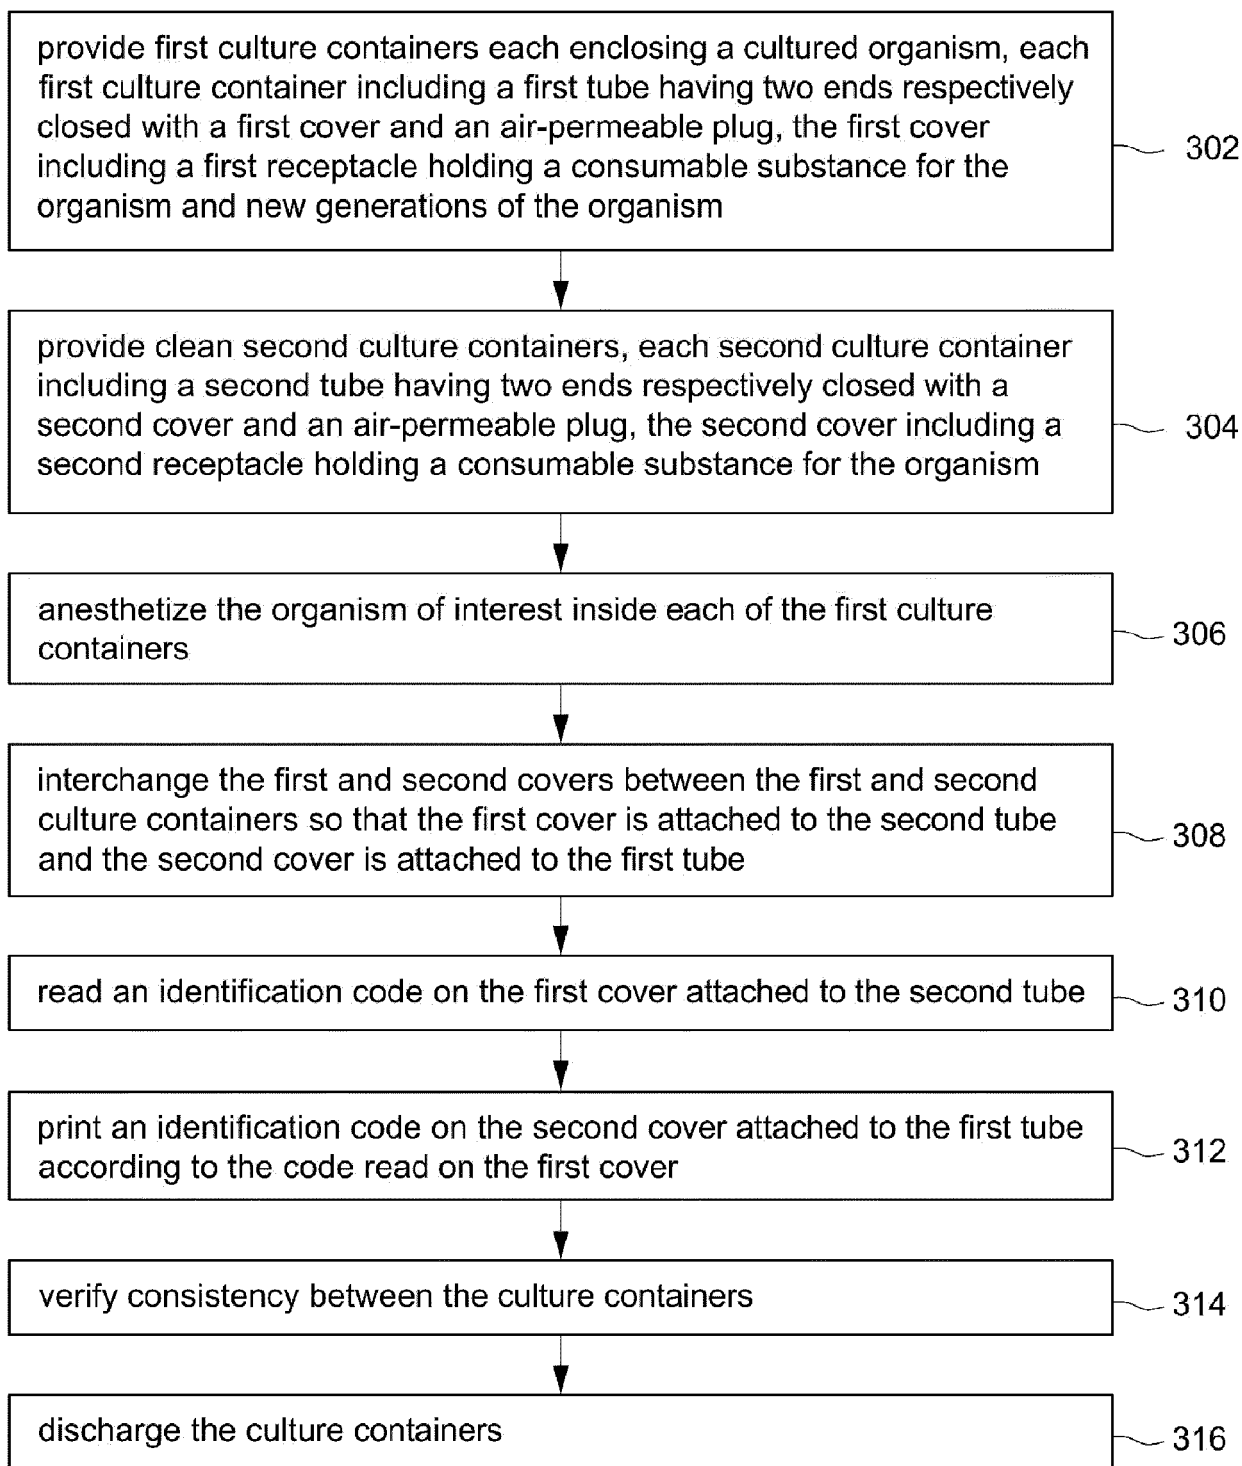 provide first culture containers each enclosing a cultured organism, each
first culture container including a first tube having two ends respectively
closed with a first cover and an air-permeable plug, the first cover
including a first receptacle holding a consumable substance for the
organism and new generations of the organism
302
provide clean second culture containers, each second culture container
including a second tube having two ends respectively closed with a
second cover and an air-permeable plug, the second cover including a
second receptacle holding a consumable substance for the organism
304
anesthetize the organism of interest inside each of the first culture
containers
306
interchange the first and second covers between the first and second
culture containers so that the first cover is attached to the second tube
and the second cover is attached to the first tube
308
read an identification code on the first cover attached to the second tube
310
print an identification code on the second cover attached to the first tube
according to the code read on the first cover
312
verify consistency between the culture containers
314
discharge the culture containers
316